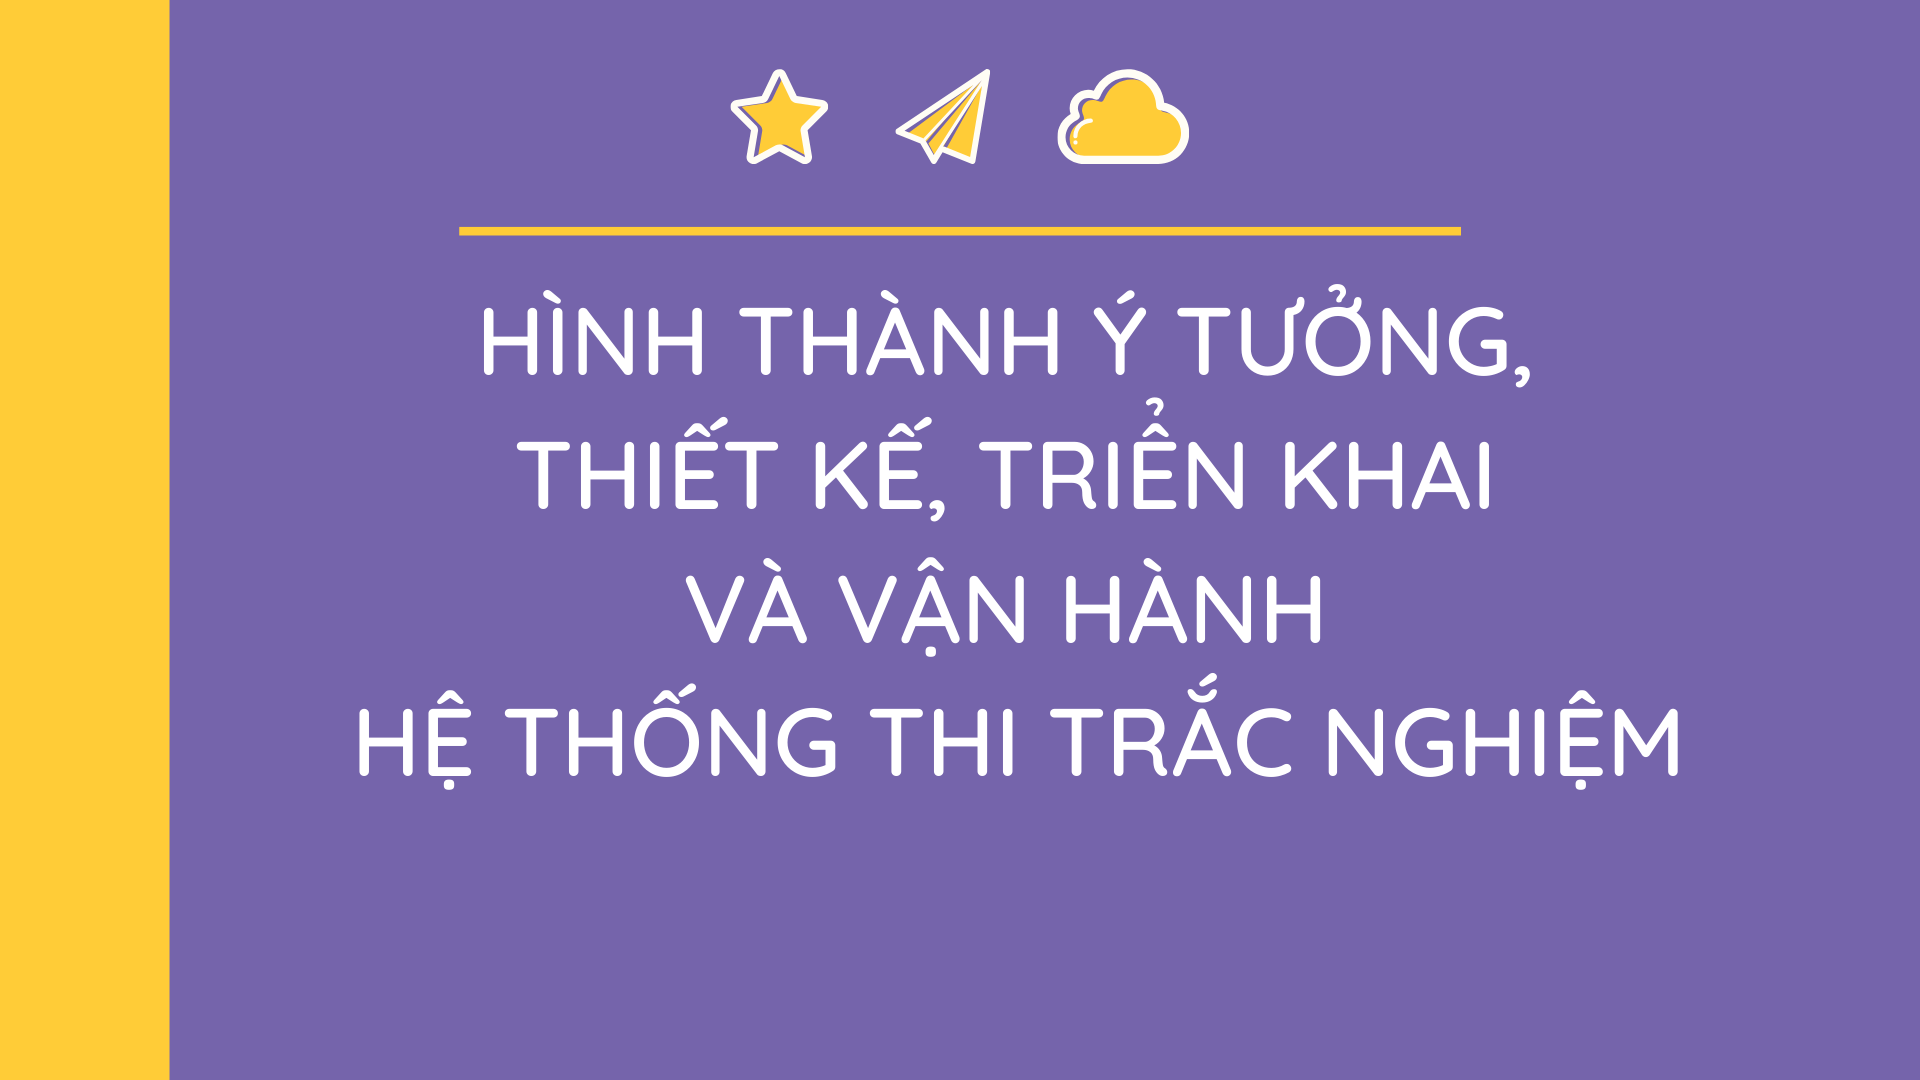 HÌNH THÀNH Ý TƯỞNG,
THIẾT KẾ, TRIỂN KHAI
VÀ VẬN HÀNH
HỆ THỐNG THI TRẮC NGHIỆM